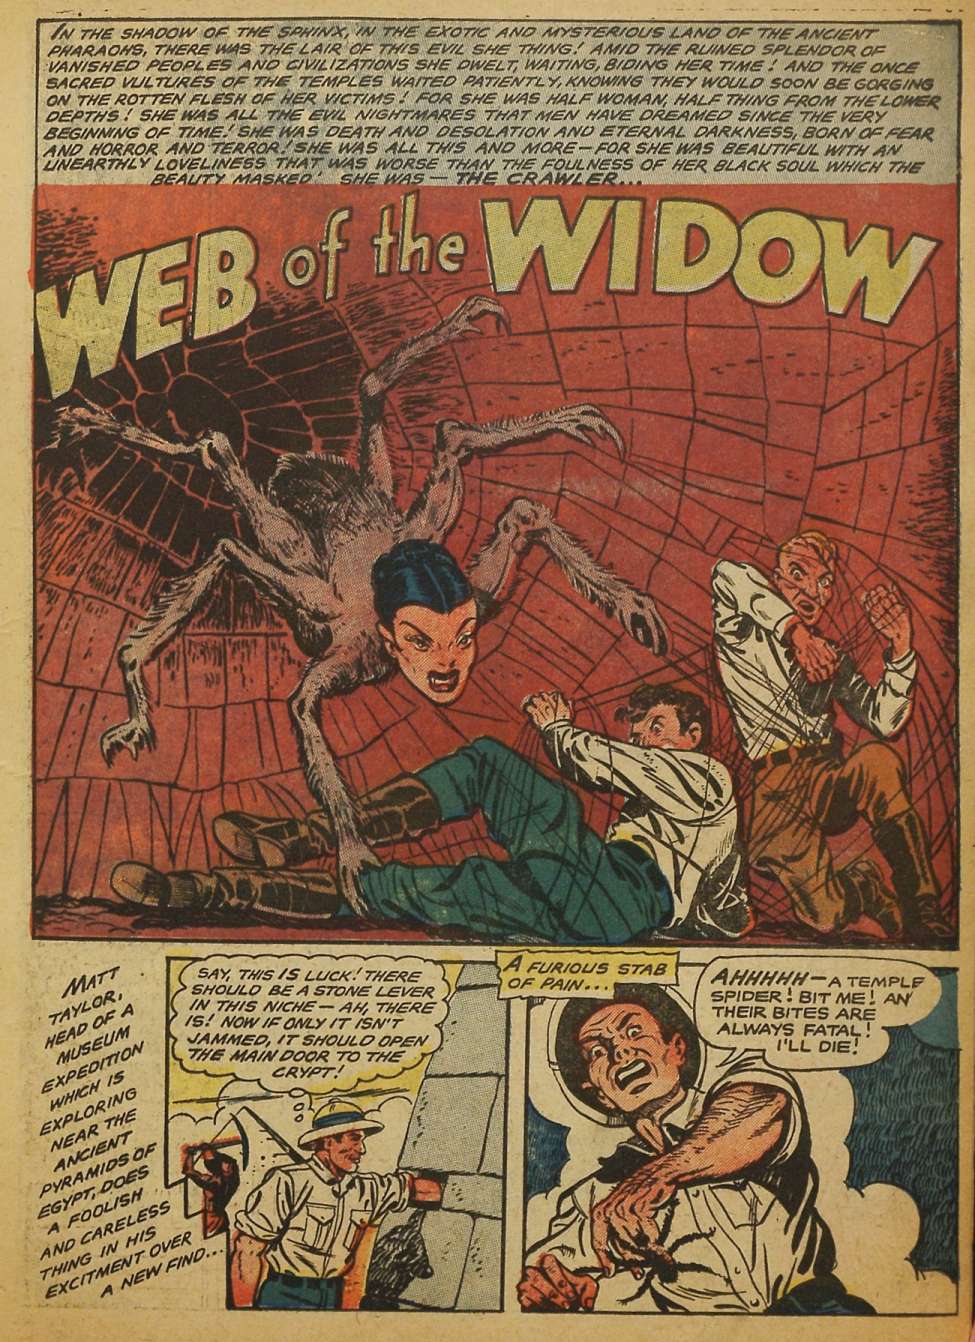 IN THE SHADOW OF THE SPHINX, IN THE EXOTIC AND MYSTERIOUS LAND OF THE ANCIENT
PHARAOHS, THERE WAS THE LAIR OF THIS EVIL SHE THING! AMID THE RUINED SPLENDOR OF
VANISHED PEOPLES AND CIVILIZATIONS SHE DWELT, WAITING, BIDING HER TIME! AND THE ONCE
SACRED VULTURES OF THE TEMPLES WAITED PATIENTLY, KNOWING THEY WOULD SOON BE GORGING
ON THE ROTTEN FLESH OF HER VICTIMS! FOR SHE WAS HALF WOMAN, HALF THING FROM THE LOWER
DEPTHS! SHE WAS ALL THE EVIL NIGHTMARES THAT MEN HAVE DREAMED SINCE THE VERY
BEGINNING OF TIME! SHE WAS DEATH AND DESOLATION AND ETERNAL DARKNESS, BORN OF FEAR
AND HORROR AND TERROR! SHE WAS ALL THIS AND MORE—FOR SHE WAS BEAUTIFUL WITH AN
UNEARTHLY LOVELINESS THAT WAS WORSE THAN THE FOULNESS OF HER BLACK SOUL WHICH THE
BEAUTY MASKED! SHE WAS—THE CRAWLER...
WEB of the WIDOW
MATT
TAYLOR,
HEAD OF A
MUSEUM
EXPEDITION
WHICH IS
EXPLORING
NEAR THE
ANCIENT
PYRAMIDS OF
EGYPT, DOES
A FOOLISH
AND CARELESS
THING IN HIS
EXCITMENT OVER
A NEW FIND...
SAY, THIS IS LUCK! THERE
SHOULD BE A STONE LEVER
IN THIS NICHE—AH, THERE
IS! NOW IF ONLY IT ISN'T
JAMMED, IT SHOULD OPEN
THE MAIN DOOR TO THE
CRYPT!
A FURIOUS STAB
OF PAIN...
AHHHHH—A TEMPLE
SPIDER! BIT ME! AN'
THEIR BITES ARE
ALWAYS FATAL!
I'LL DIE!